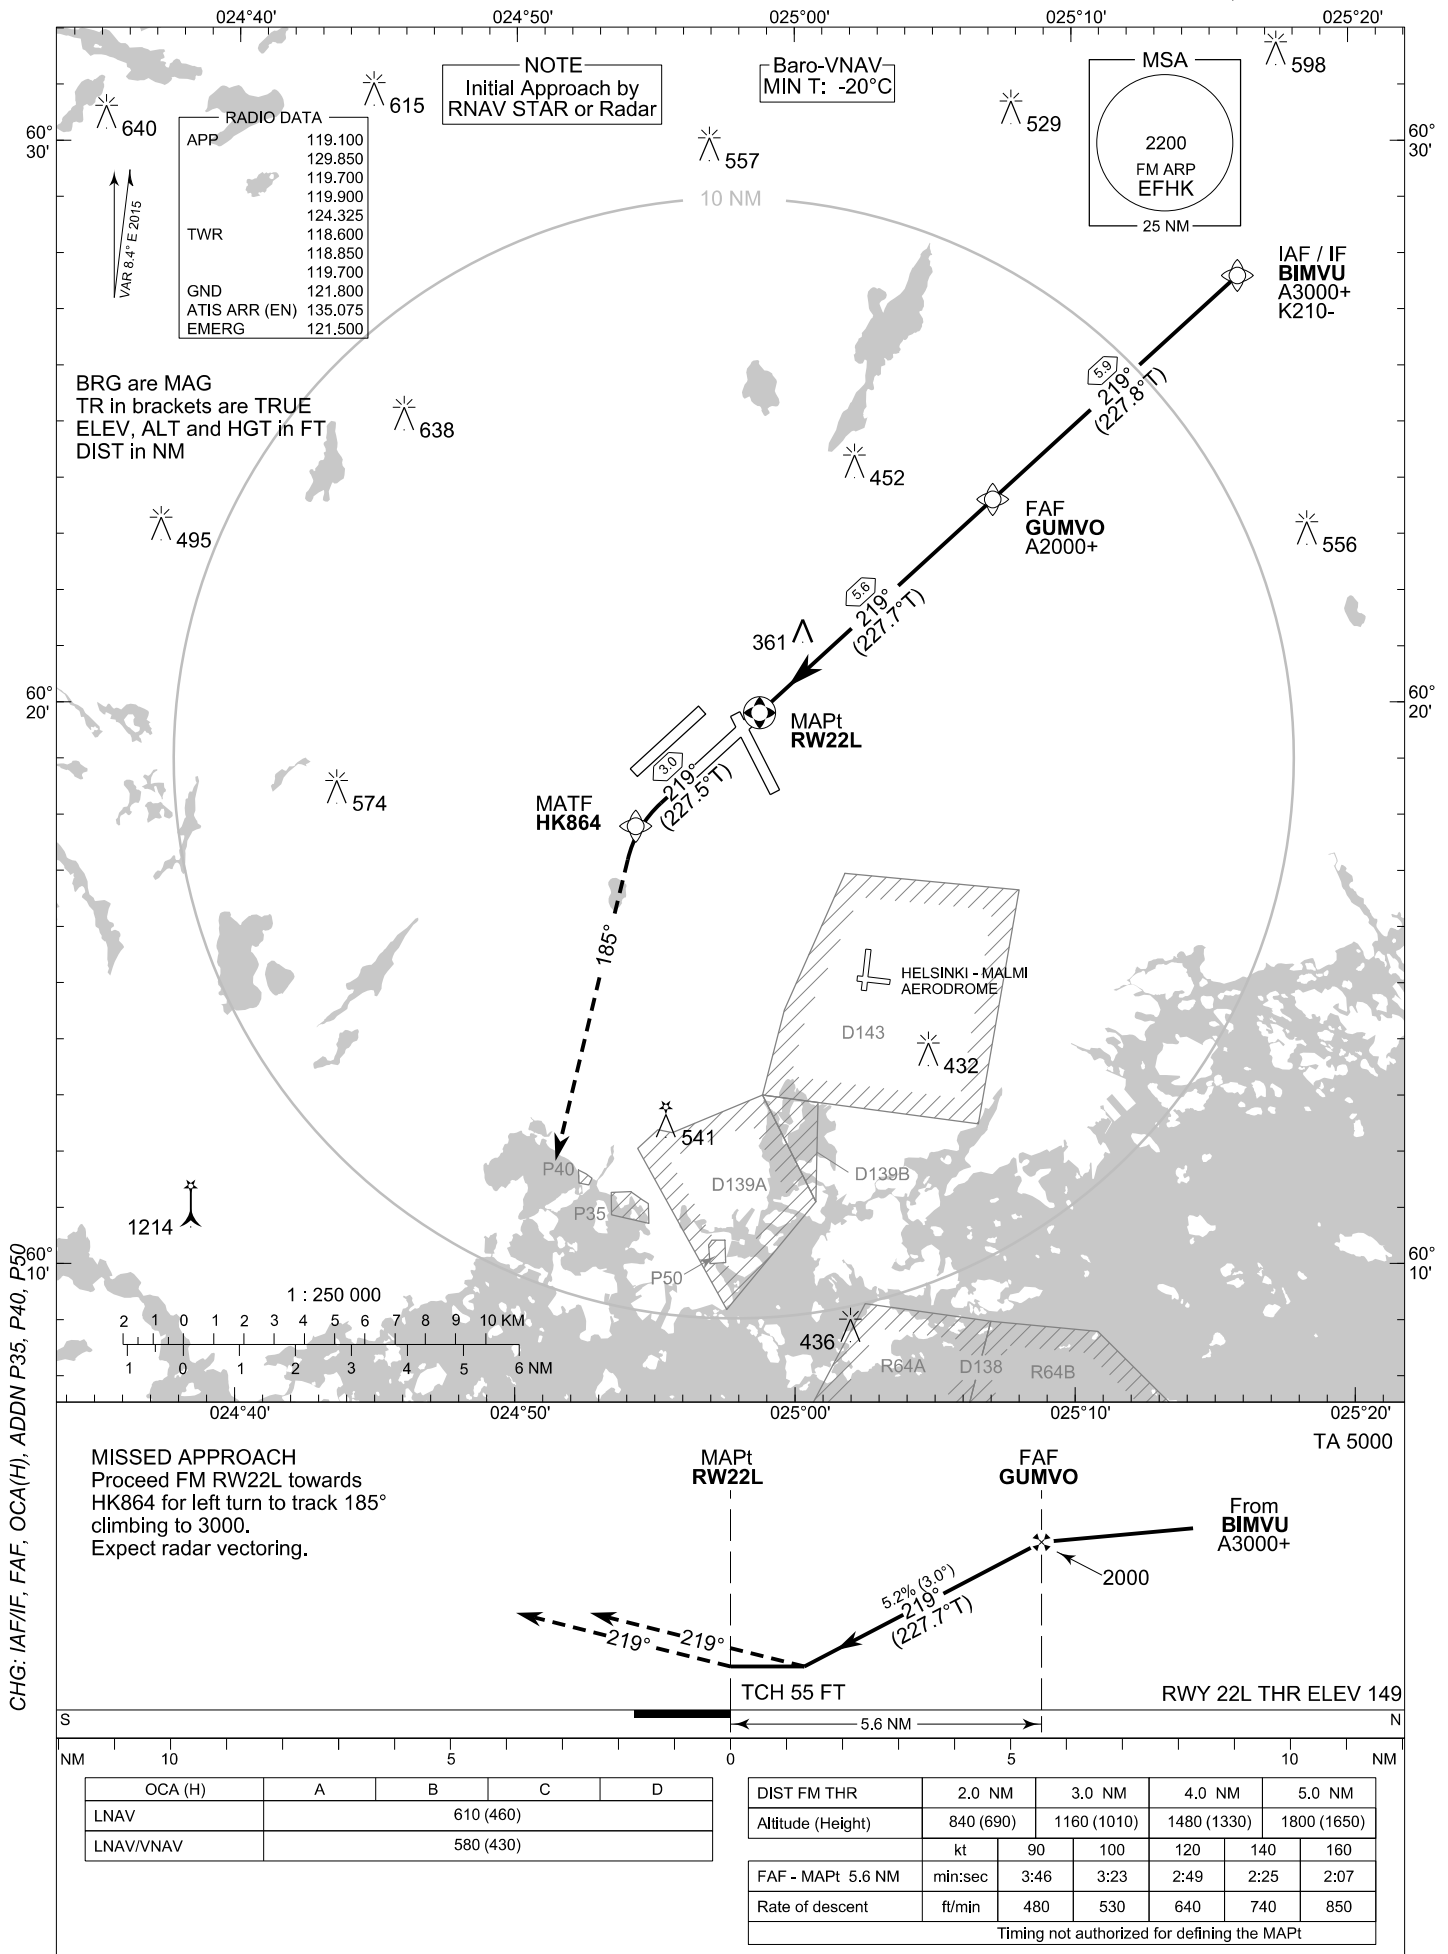 024°40'
024°50'
025°00'
025°10'
025°20'
60°
30'
60°
30'
640
615
557
529
598
NOTE
Initial Approach by
RNAV STAR or Radar
Baro-VNAV
MIN T: -20°C
MSA
2200
FM ARP
EFHK
25 NM
RADIO DATA
APP 119.100
129.850
119.700
119.900
124.325
TWR 118.600
118.850
119.700
GND 121.800
ATIS ARR (EN) 135.075
EMERG 121.500
VAR 8.4° E 2015
10 NM
IAF / IF
BIMVU
A3000+
K210-
BRG are MAG
TR in brackets are TRUE
ELEV, ALT and HGT in FT
DIST in NM
5.9
219°
(227.8°T)
638
452
495
556
FAF
GUMVO
A2000+
5.6
219°
(227.7°T)
361
60°
20'
60°
20'
MAPt
RW22L
3.0
219°
(227.5°T)
574
MATF
HK864
185°
HELSINKI - MALMI
AERODROME
D143
432
541
P40
D139A
D139B
P35
1214
P50
60°
10'
60°
10'
1 : 250 000
2 1 0 1 2 3 4 5 6 7 8 9 10 KM
1 0 1 2 3 4 5 6 NM
436
R64A
D138
R64B
024°40'
024°50'
025°00'
025°10'
025°20'
CHG: IAF/IF, FAF, OCA(H), ADDN P35, P40, P50
TA 5000
MISSED APPROACH
Proceed FM RW22L towards
HK864 for left turn to track 185°
climbing to 3000.
Expect radar vectoring.
MAPt
RW22L
FAF
GUMVO
From
BIMVU
A3000+
2000
5.2% (3.0°)
219°
(227.7°T)
219°
219°
TCH 55 FT
RWY 22L THR ELEV 149
S
5.6 NM
N
NM 10 5 0 5 10 NM
OCA (H) A B C D
LNAV 610 (460)
LNAV/VNAV 580 (430)
DIST FM THR 2.0 NM 3.0 NM 4.0 NM 5.0 NM
Altitude (Height) 840 (690) 1160 (1010) 1480 (1330) 1800 (1650)
kt 90 100 120 140 160
FAF - MAPt 5.6 NM min:sec 3:46 3:23 2:49 2:25 2:07
Rate of descent ft/min 480 530 640 740 850
Timing not authorized for defining the MAPt